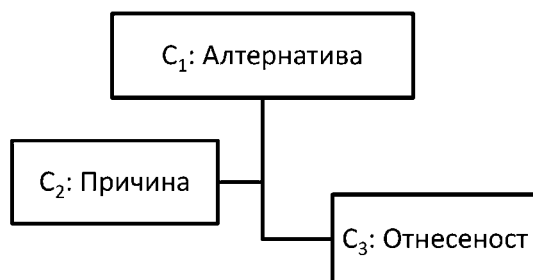 C₁: Алтернатива
C₂: Причина
C₃: Отнесеност